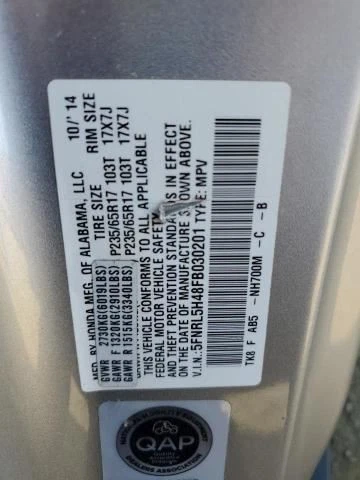 MFD. BY HONDA MFG. OF ALABAMA, LLC 10/'14
TIRE SIZE RIM SIZE
GVWR 2730KG(6019LBS)
GAWR F 1320KG(2910LBS) P235/65R17 103T 17X7J
GAWR R 1515KG(3340LBS) P235/65R17 103T 17X7J
THIS VEHICLE CONFORMS TO ALL APPLICABLE
FEDERAL MOTOR VEHICLE SAFETY AND
THEFT PREVENTION STANDARDS IN EFFECT
ON THE DATE OF MANUFACTURE SHOWN ABOVE.
V.I.N.:5FNRL5H48FB030201 TYPE: MPV
TK8 F AB5 -NH700M -C -B
QAP